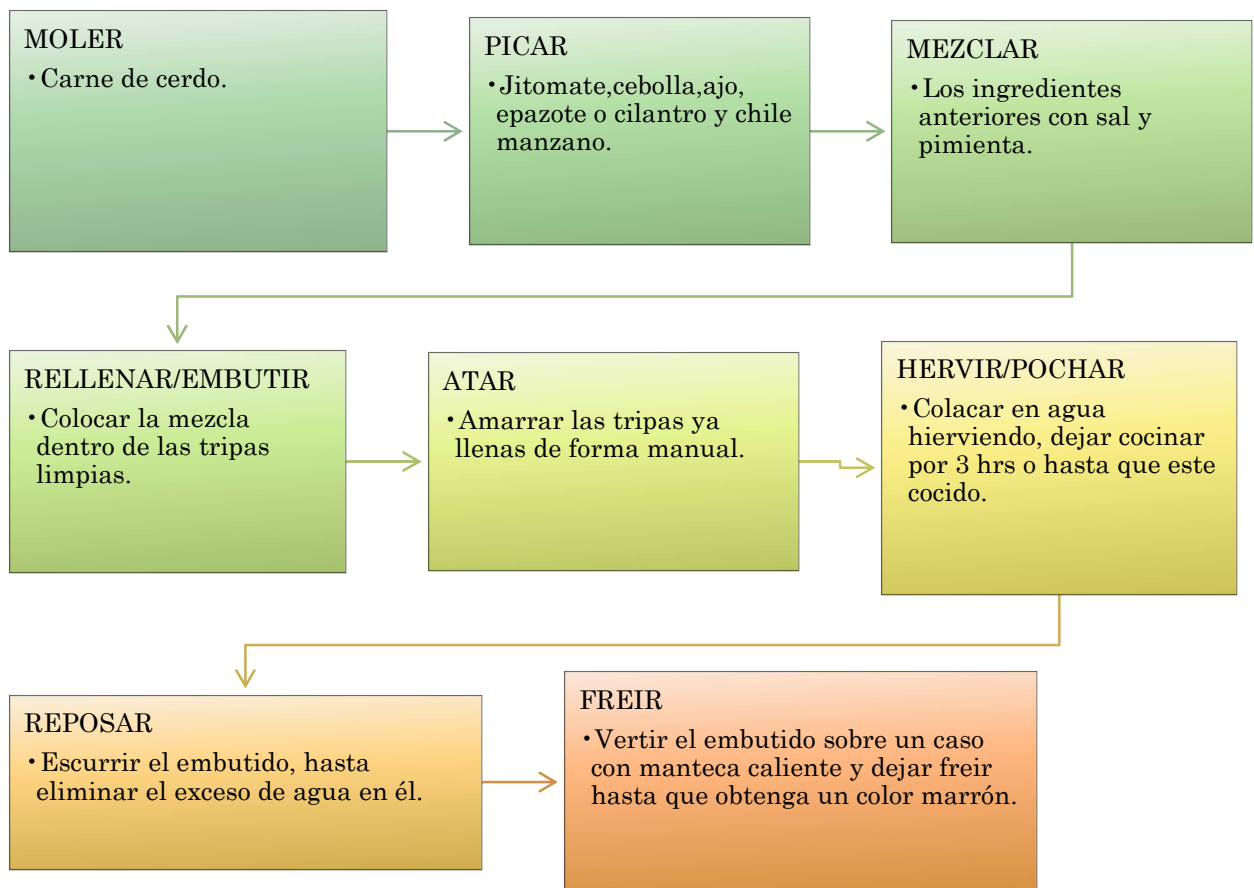 MOLER
•Carne de cerdo.
PICAR
•Jitomate,cebolla,ajo,
epazote o cilantro y chile
manzano.
MEZCLAR
•Los ingredientes
anteriores con sal y
pimienta.
RELLENAR/EMBUTIR
•Colocar la mezcla
dentro de las tripas
limpias.
ATAR
•Amarrar las tripas ya
llenas de forma manual.
HERVIR/POCHAR
•Colacar en agua
hierviendo, dejar cocinar
por 3 hrs o hasta que este
cocido.
REPOSAR
•Escurrir el embutido, hasta
eliminar el exceso de agua en él.
FREIR
•Vertir el embutido sobre un caso
con manteca caliente y dejar freir
hasta que obtenga un color marrón.